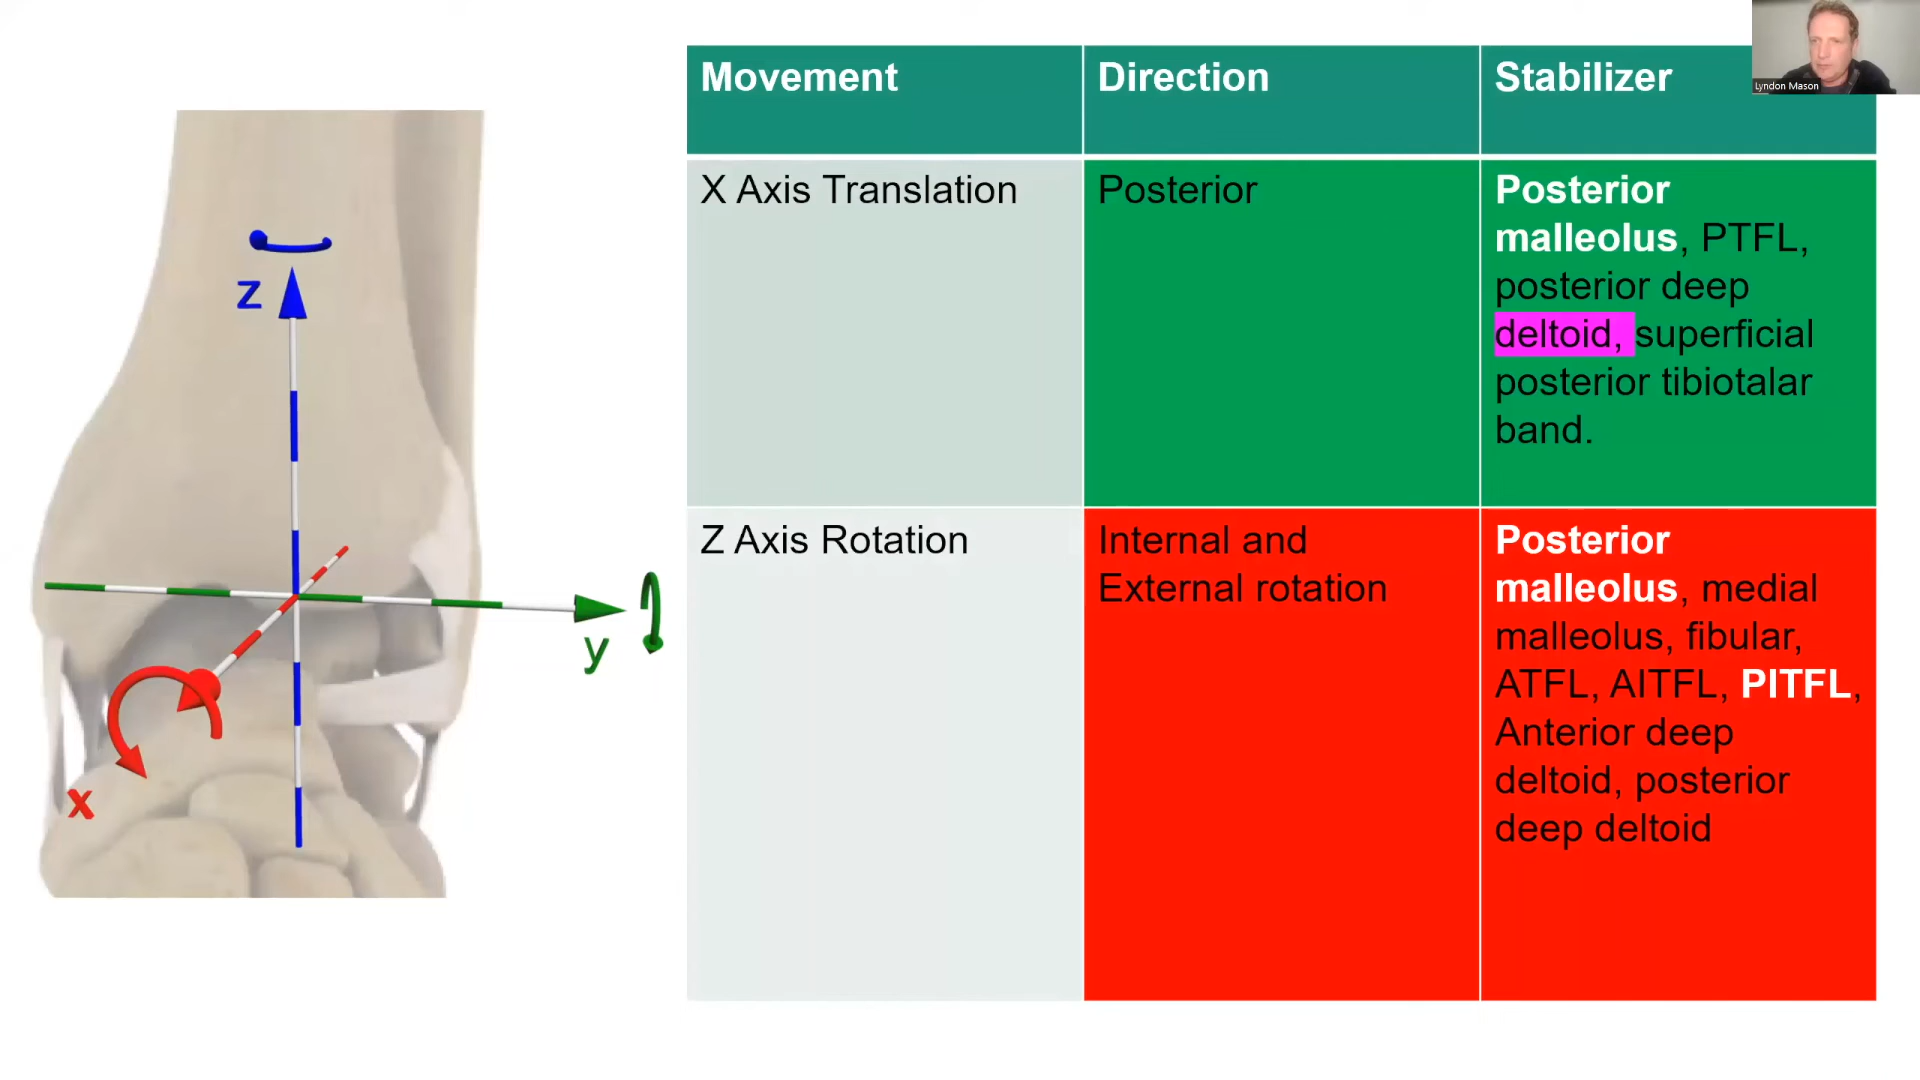 Movement
Direction
Stabilizer
Lyndon Mason
X Axis Translation
Posterior
Posterior
malleolus, PTFL,
posterior deep
deltoid, superficial
posterior tibiotalar
band.
Z Axis Rotation
Internal and
External rotation
Posterior
malleolus, medial
malleolus, fibular,
ATFL, AITFL, PITFL,
Anterior deep
deltoid, posterior
deep deltoid
z
y
x